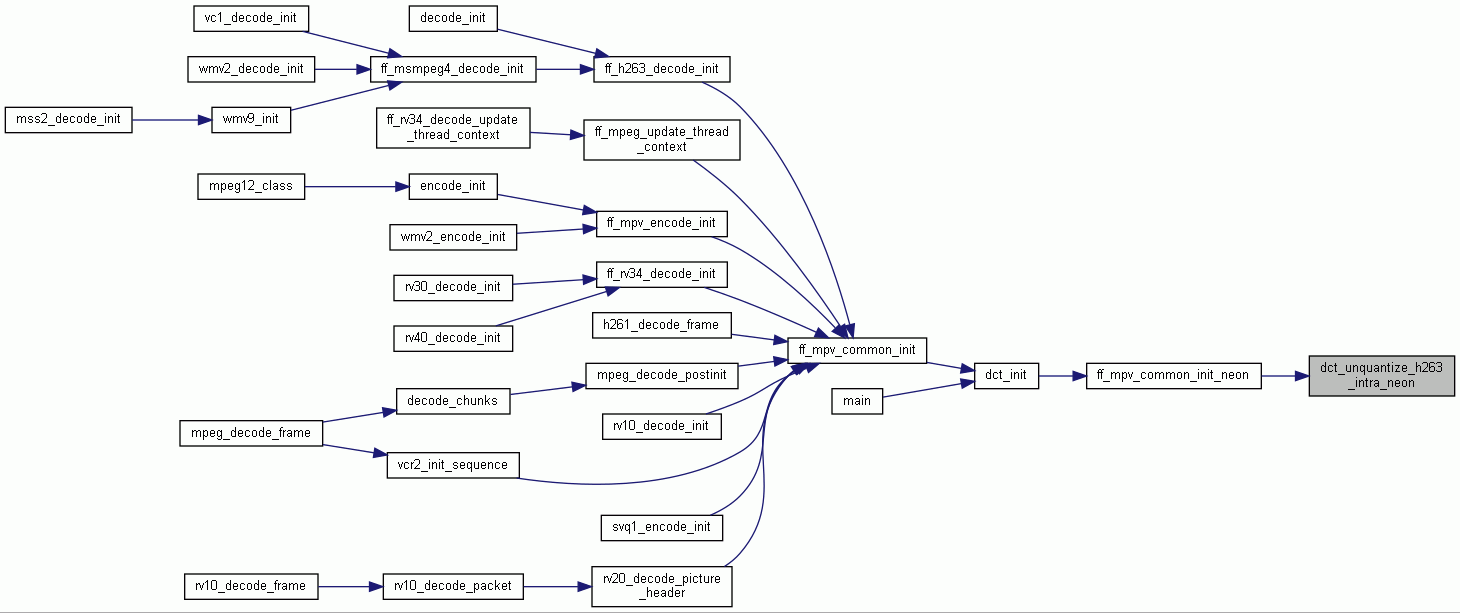 vc1_decode_init
decode_init
wmv2_decode_init
ff_msmpeg4_decode_init
ff_h263_decode_init
mss2_decode_init
wmv9_init
ff_rv34_decode_update
_thread_context
ff_mpeg_update_thread
_context
mpeg12_class
encode_init
ff_mpv_encode_init
wmv2_encode_init
rv30_decode_init
ff_rv34_decode_init
rv40_decode_init
h261_decode_frame
ff_mpv_common_init
mpeg_decode_postinit
dct_init
ff_mpv_common_init_neon
dct_unquantize_h263
_intra_neon
decode_chunks
main
rv10_decode_init
mpeg_decode_frame
vcr2_init_sequence
svq1_encode_init
rv10_decode_frame
rv10_decode_packet
rv20_decode_picture
_header